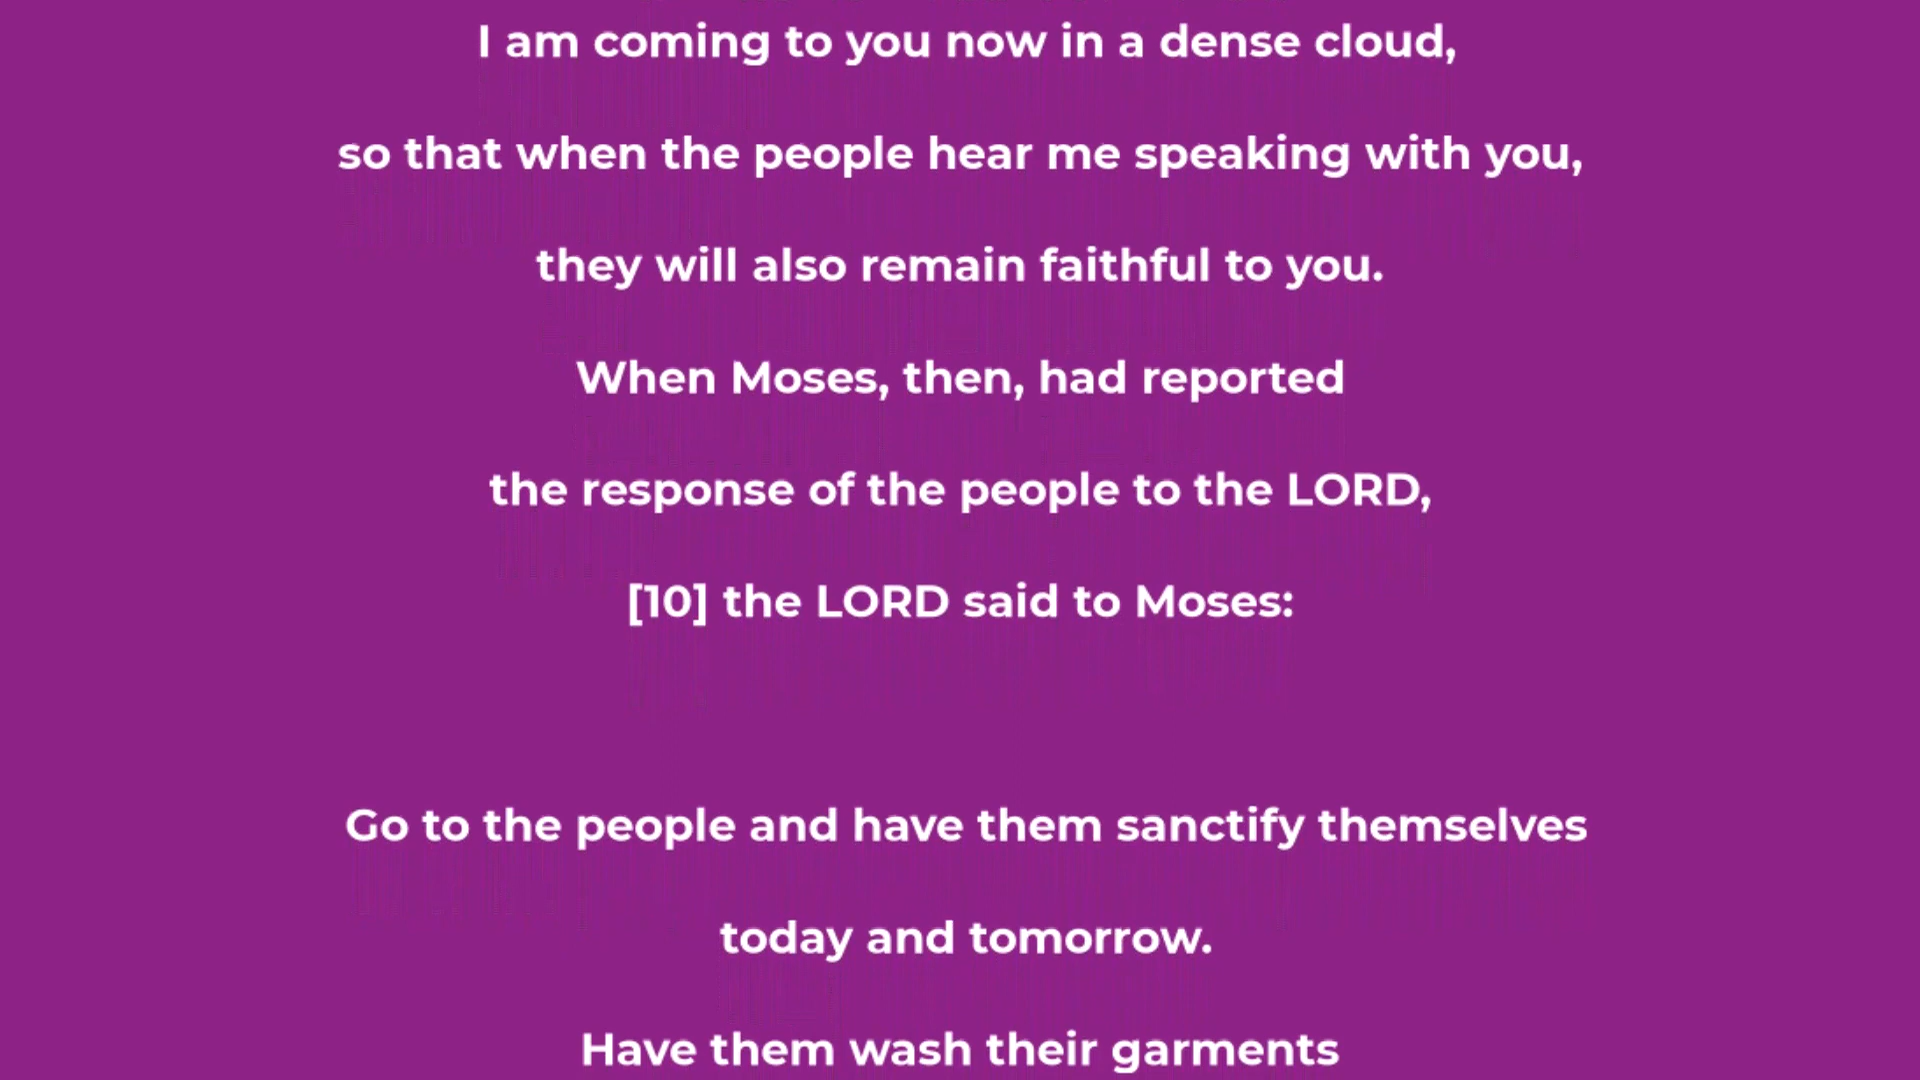 I am coming to you now in a dense cloud,
so that when the people hear me speaking with you,
they will also remain faithful to you.
When Moses, then, had reported
the response of the people to the LORD,
[10] the LORD said to Moses:
Go to the people and have them sanctify themselves
today and tomorrow.
Have them wash their garments